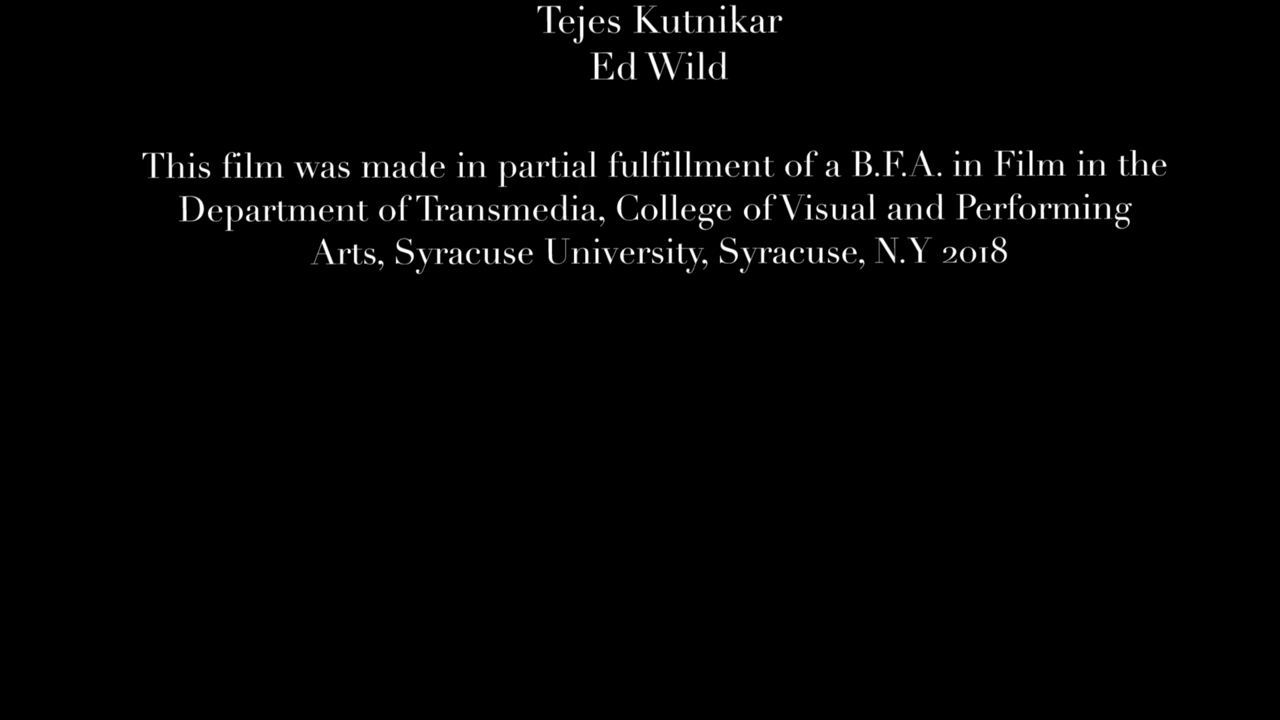 Tejes Kutnikar
Ed Wild
This film was made in partial fulfillment of a B.F.A. in Film in the
Department of Transmedia, College of Visual and Performing
Arts, Syracuse University, Syracuse, N.Y 2018